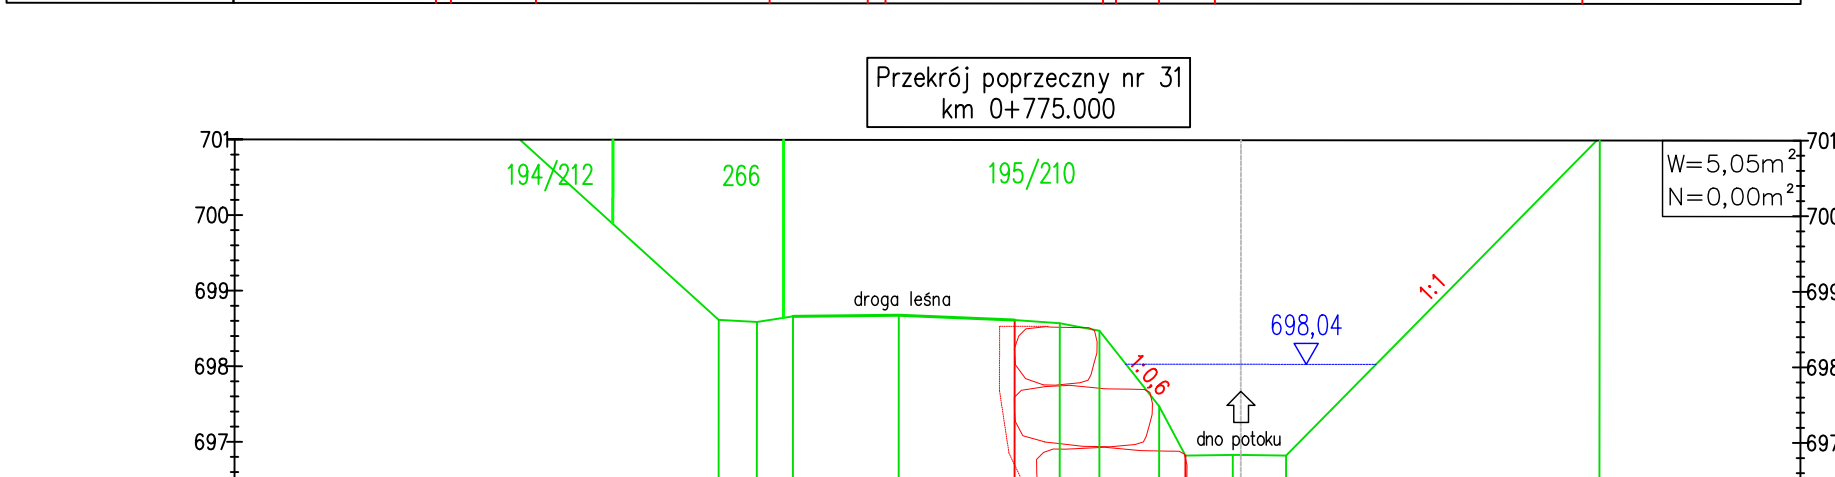 Przekrój poprzeczny nr 31
km 0+775.000
701
701
194/212
266
195/210
W=5,05m²
N=0,00m²
700
700
699
699
droga leśna
1:1
698,04
698
698
1:0,6
dno potoku
697
697